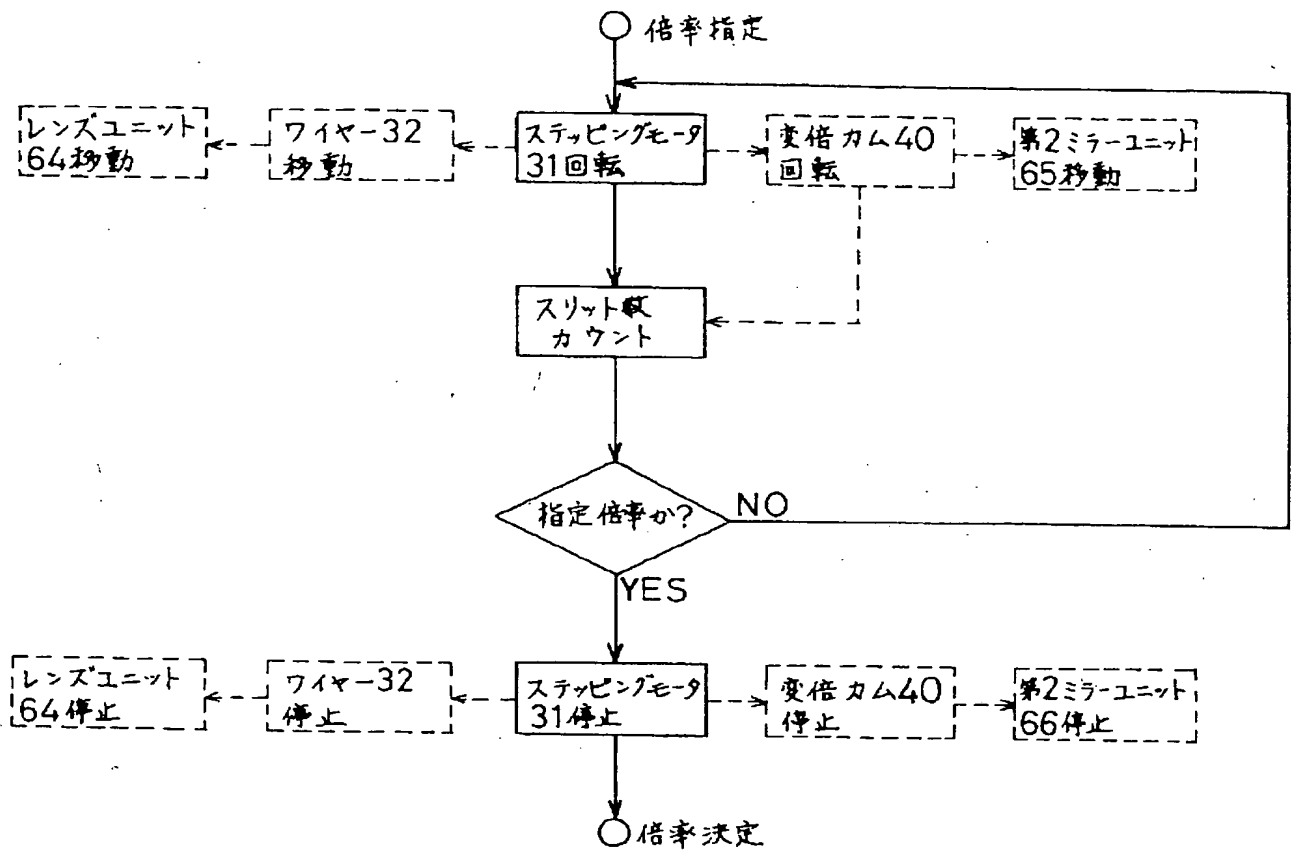 倍率指定
レンズユニット
64移動
ワイヤー32
移動
ステッピングモータ
31回転
変倍カム40
回転
第2ミラーユニット
65移動
スリット数
カウント
指定倍率か?
NO
YES
レンズユニット
64停止
ワイヤー32
停止
ステッピングモータ
31停止
変倍カム40
停止
第2ミラーユニット
66停止
倍率決定